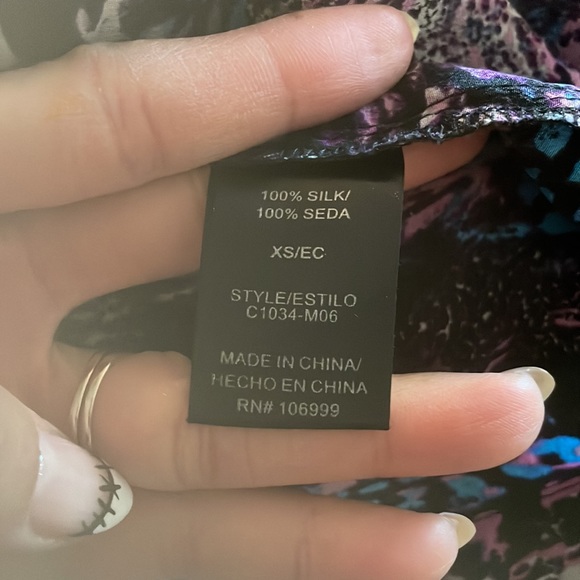 100% SILK/
100% SEDA
XS/EC
STYLE/ESTILO
C1034-M06
MADE IN CHINA/
HECHO EN CHINA
RN# 106999